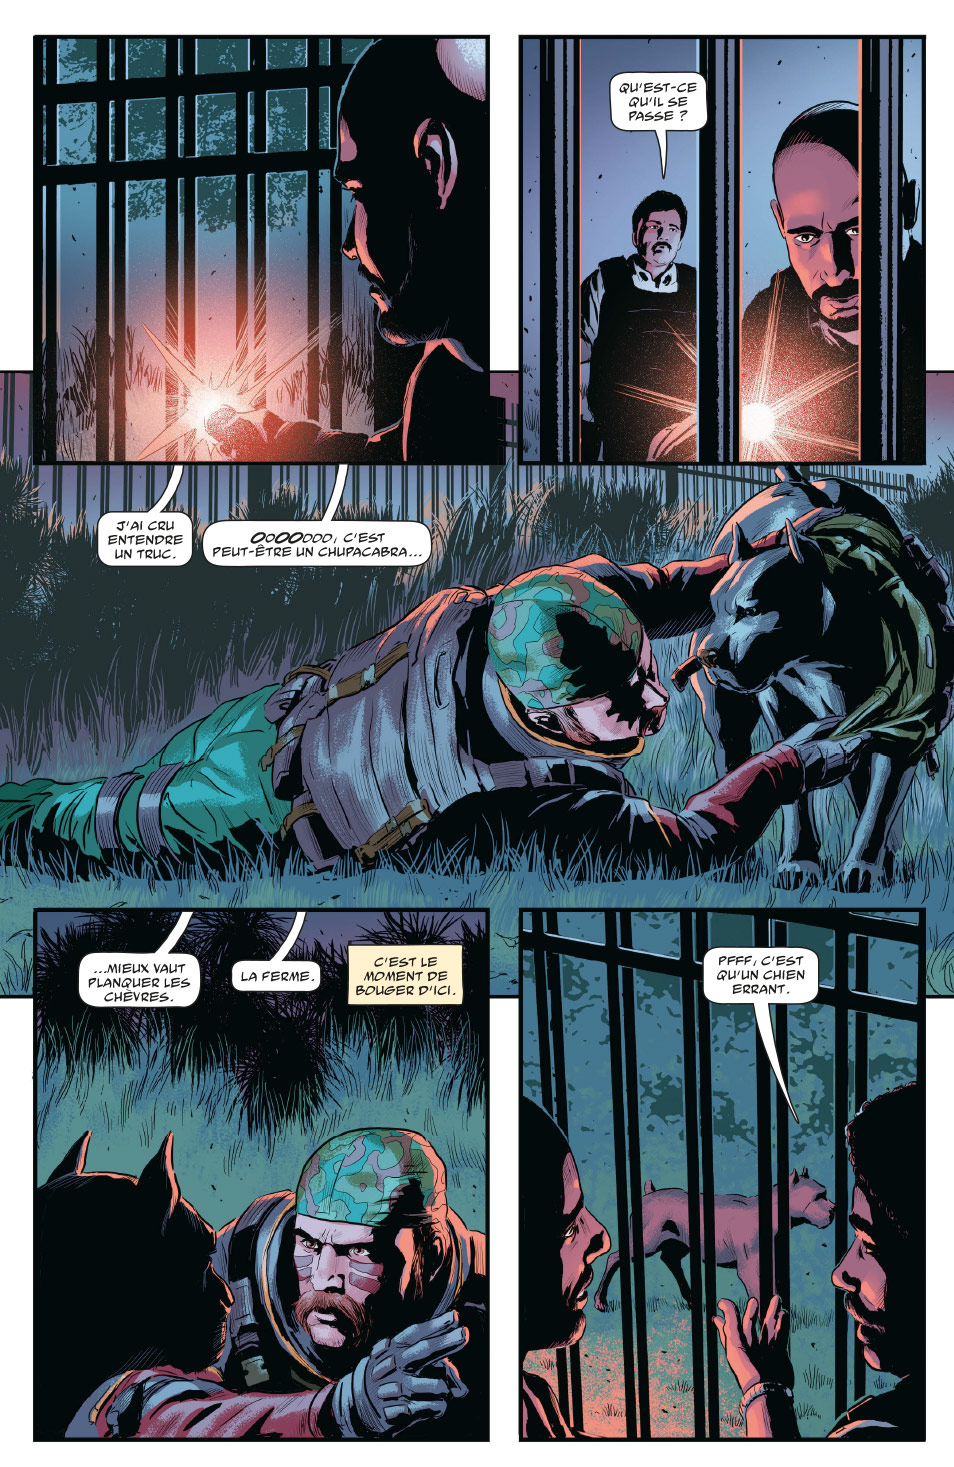 QU'EST-CE
QU'IL SE
PASSE ?
J'AI CRU
ENTENDRE
UN TRUC.
OOOOOOO, C'EST
PEUT-ÊTRE UN CHUPACABRA...
...MIEUX VAUT
PLANQUER LES
CHÈVRES.
LA FERME.
C'EST LE
MOMENT DE
BOUGER D'ICI.
PFFF, C'EST
QU'UN CHIEN
ERRANT.